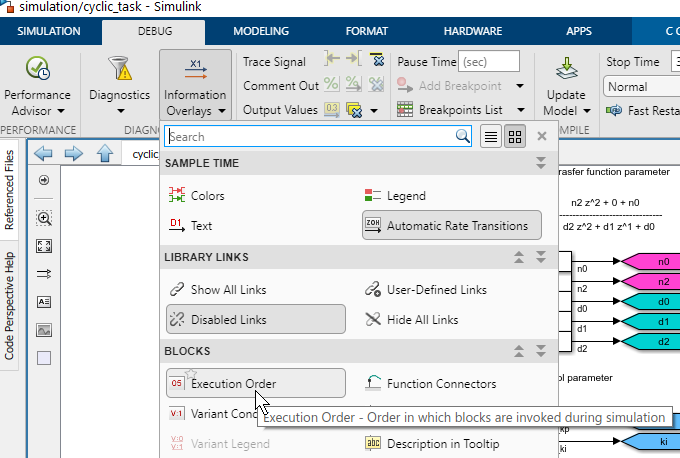 simulation/cyclic_task - Simulink
SIMULATION DEBUG MODELING FORMAT HARDWARE APPS C C
Performance Advisor
Diagnostics
Information Overlays
Trace Signal
Comment Out
Output Values
Pause Time (sec)
Add Breakpoint
Breakpoints List
Update Model
Stop Time
Normal
Fast Resta
PERFORMANCE
DIAGN
MPILE
cyclic_
Referenced Files
Code Perspective Help
Search
SAMPLE TIME
Colors Legend
D1 Text ZOH Automatic Rate Transitions
LIBRARY LINKS
Show All Links User-Defined Links
Disabled Links Hide All Links
BLOCKS
05 Execution Order Function Connectors
V:1 Variant Cond
Execution Order - Order in which blocks are invoked during simulation
V:0 V:1 Variant Legend abc Description in Tooltip
rasfer function parameter
n2 z^2 + 0 + n0
d2 z^2 + d1 z^1 + d0
n0 n0
n2 n2
d0 d0
d1 d1
d2 d2
ol parameter
kp
ki ki